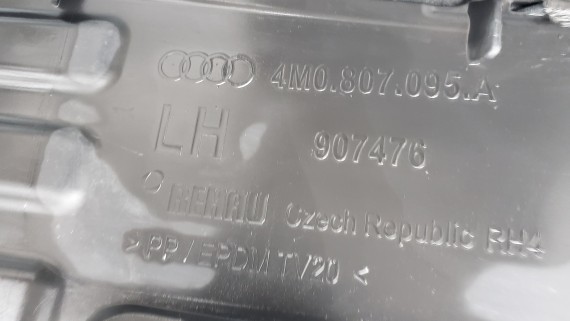 4M0.807.095.A
LH 907476
REHAU Czech Republic RH4
>PP/EPDM TV20<